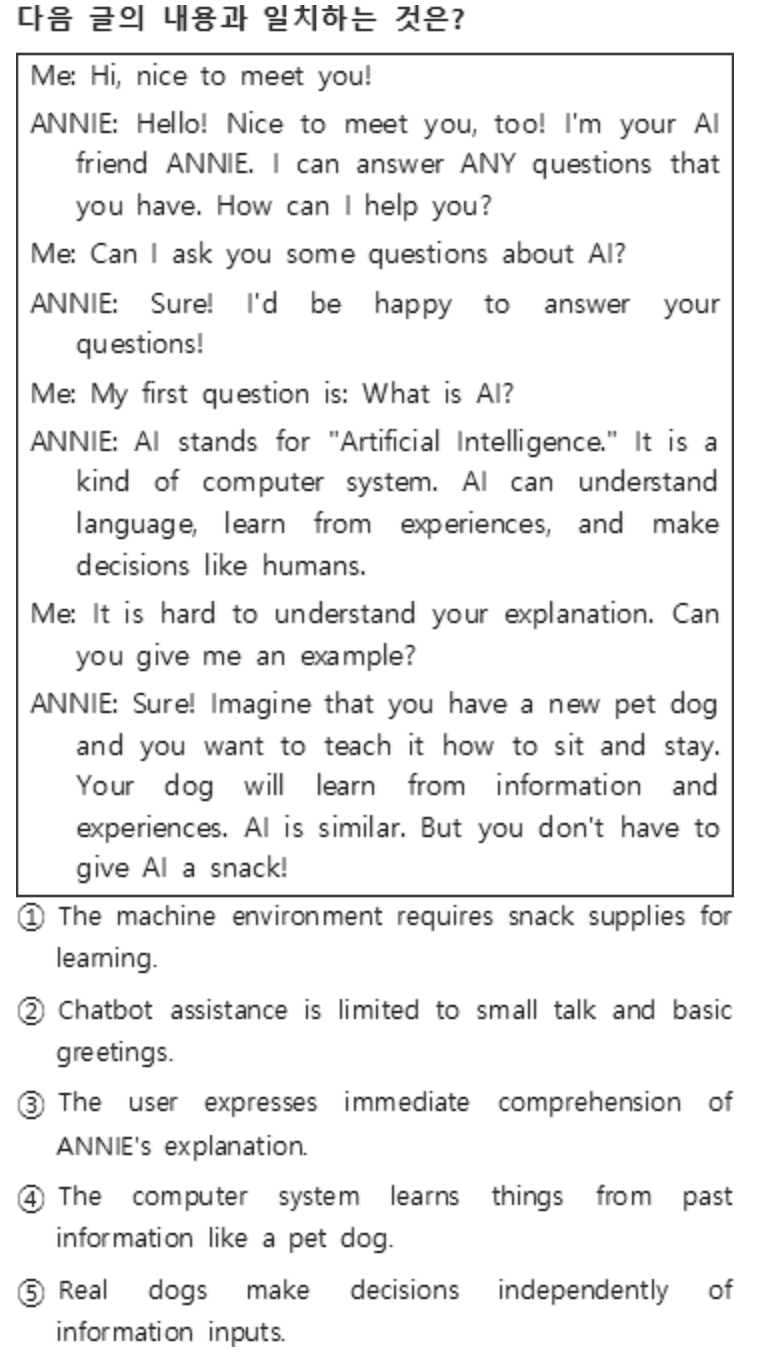 다음 글의 내용과 일치하는 것은?
Me: Hi, nice to meet you!
ANNIE: Hello! Nice to meet you, too! I'm your AI
friend ANNIE. I can answer ANY questions that
you have. How can I help you?
Me: Can I ask you some questions about AI?
ANNIE: Sure! I'd be happy to answer your
questions!
Me: My first question is: What is AI?
ANNIE: AI stands for "Artificial Intelligence." It is a
kind of computer system. AI can understand
language, learn from experiences, and make
decisions like humans.
Me: It is hard to understand your explanation. Can
you give me an example?
ANNIE: Sure! Imagine that you have a new pet dog
and you want to teach it how to sit and stay.
Your dog will learn from information and
experiences. AI is similar. But you don't have to
give AI a snack!
① The machine environment requires snack supplies for
learning.
② Chatbot assistance is limited to small talk and basic
greetings.
③ The user expresses immediate comprehension of
ANNIE's explanation.
④ The computer system learns things from past
information like a pet dog.
⑤ Real dogs make decisions independently of
information inputs.